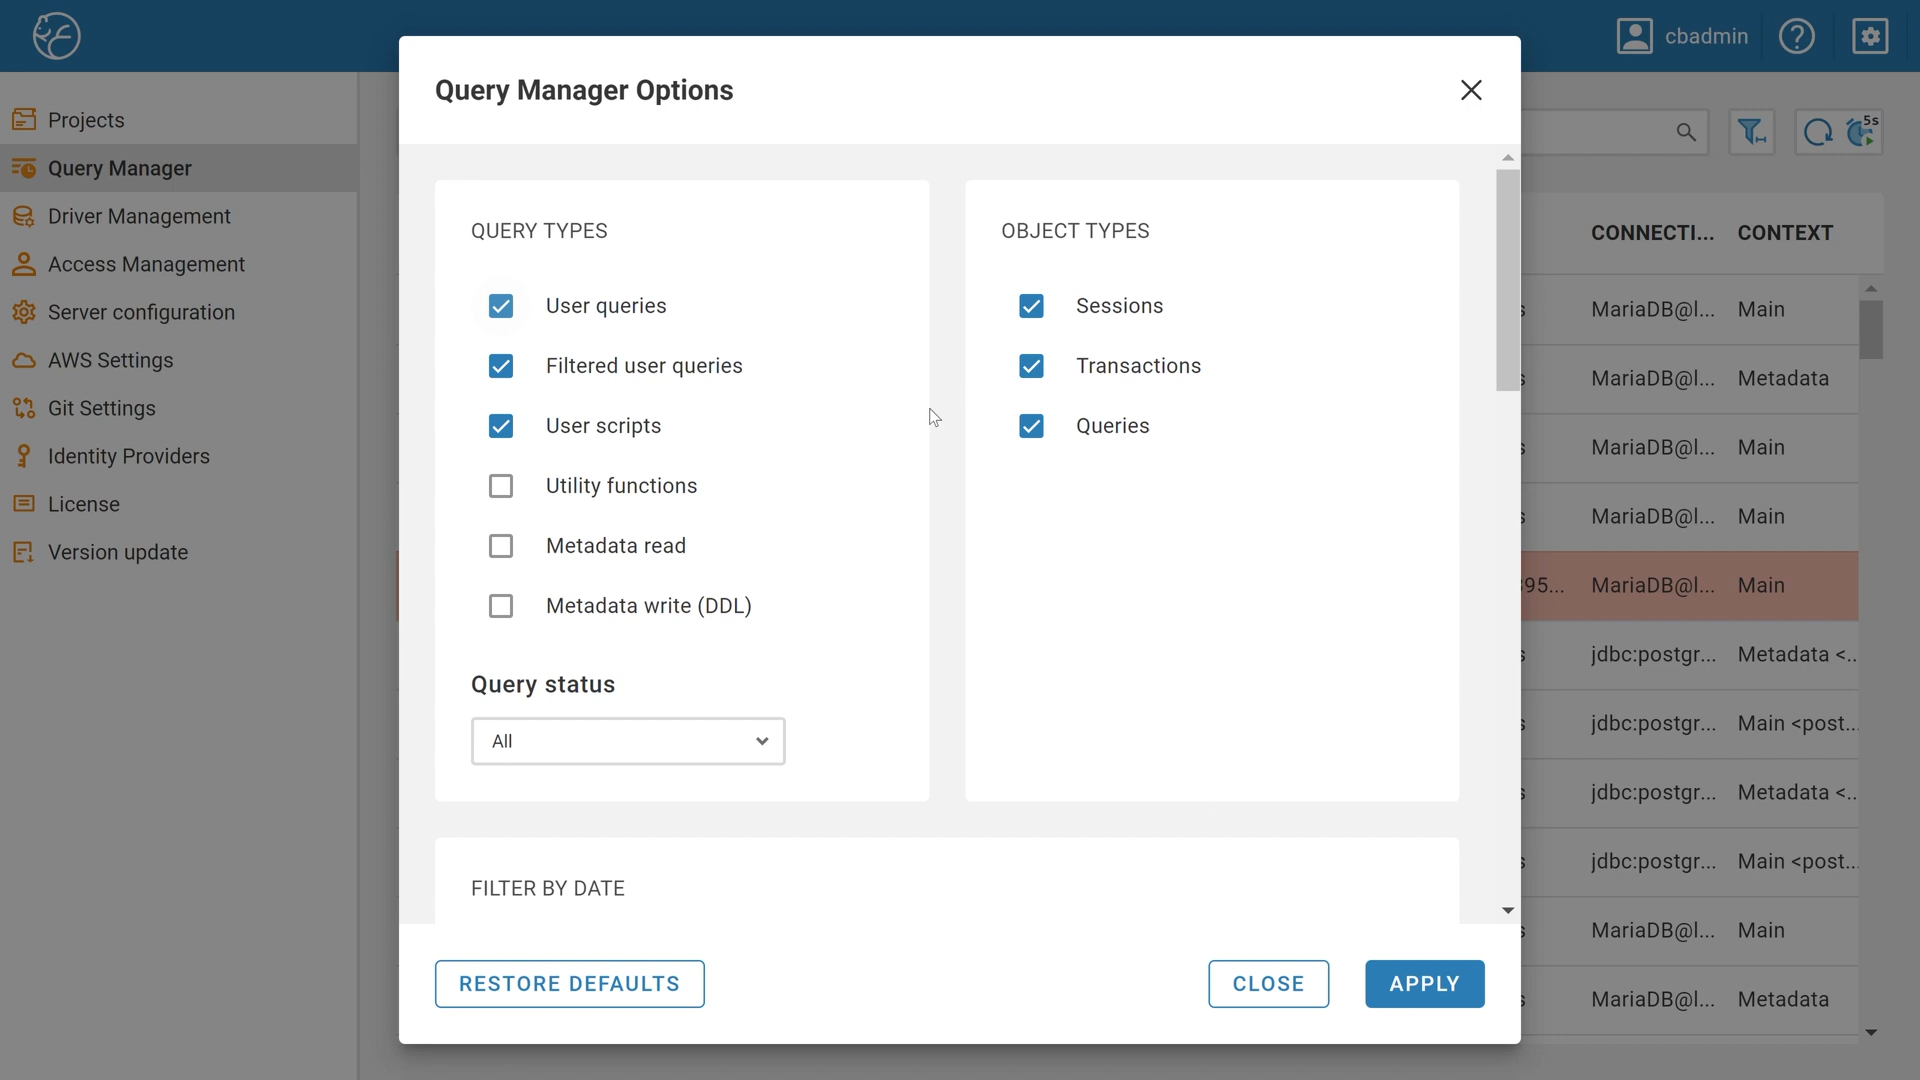 cbadmin
5s
Projects
Query Manager
Driver Management
Access Management
Server configuration
AWS Settings
Git Settings
Identity Providers
License
Version update
Query Manager Options
QUERY TYPES
User queries
Filtered user queries
User scripts
Utility functions
Metadata read
Metadata write (DDL)
Query status
All
OBJECT TYPES
Sessions
Transactions
Queries
FILTER BY DATE
RESTORE DEFAULTS
CLOSE
APPLY
CONNECTI... CONTEXT
MariaDB@l... Main
MariaDB@l... Metadata
MariaDB@l... Main
MariaDB@l... Main
95... MariaDB@l... Main
jdbc:postgr... Metadata <..
jdbc:postgr... Main <post..
jdbc:postgr... Metadata <..
jdbc:postgr... Main <post..
MariaDB@l... Main
MariaDB@l... Metadata